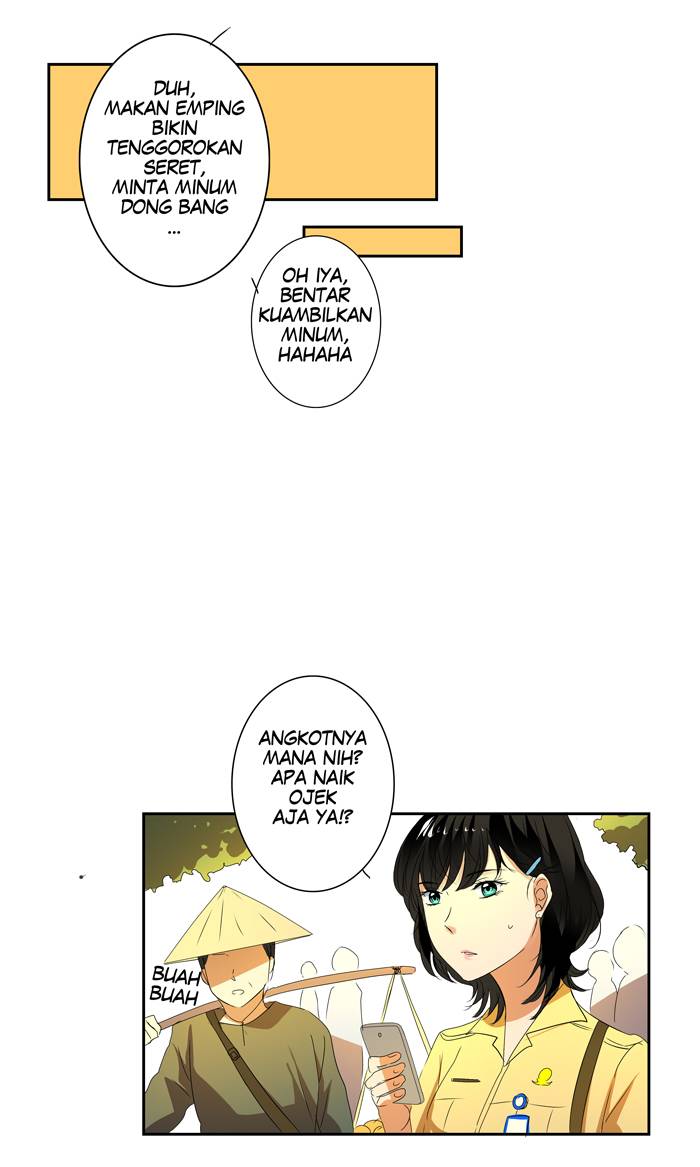 DUH,
MAKAN EMPING
BIKIN
TENGGOROKAN
SERET,
MINTA MINUM
DONG BANG
...
OH IYA,
BENTAR
KUAMBILKAN
MINUM,
HAHAHA
ANGKOTNYA
MANA NIH?
APA NAIK
OJEK
AJA YA!?
BUAH
BUAH